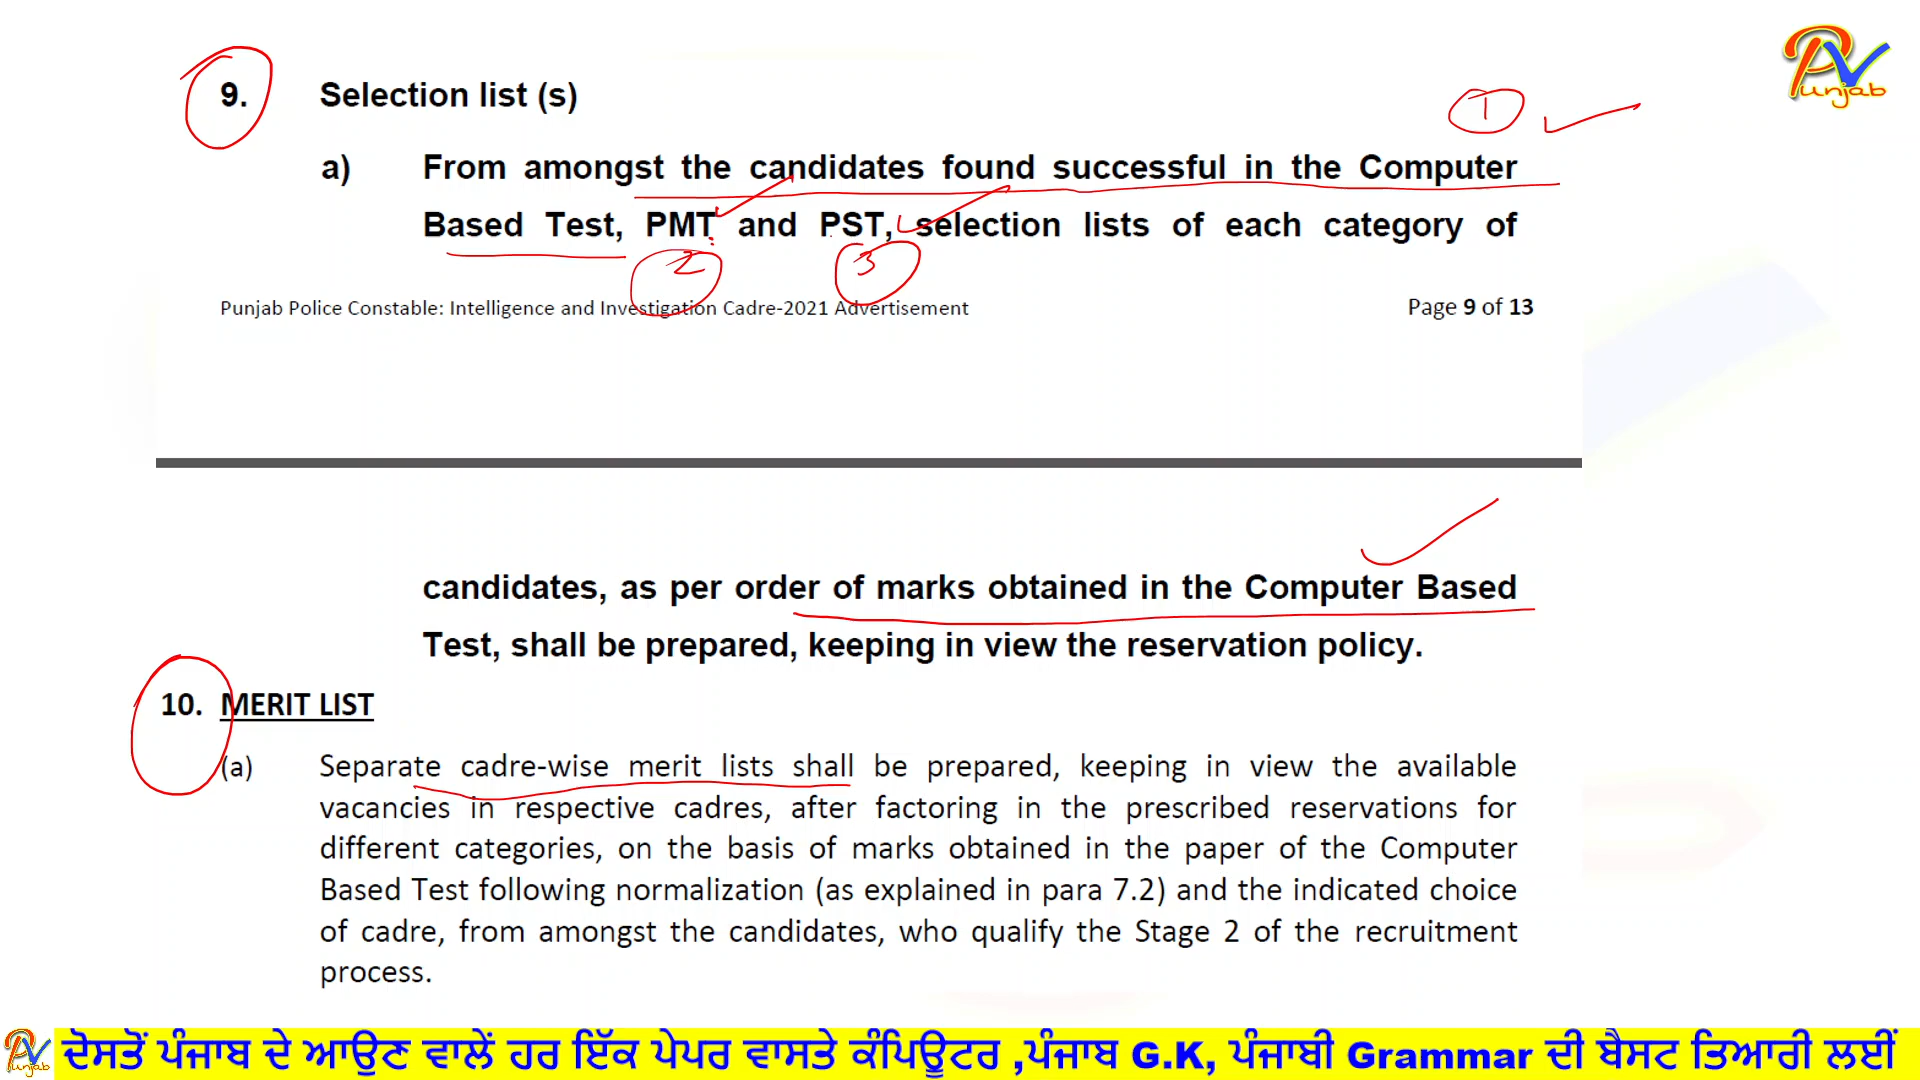 PV
unjab
9. Selection list (s)
1
a) From amongst the candidates found successful in the Computer
Based Test, PMT and PST, selection lists of each category of
2 3
Punjab Police Constable: Intelligence and Investigation Cadre-2021 Advertisement Page 9 of 13
candidates, as per order of marks obtained in the Computer Based
Test, shall be prepared, keeping in view the reservation policy.
10. MERIT LIST
(a) Separate cadre-wise merit lists shall be prepared, keeping in view the available
vacancies in respective cadres, after factoring in the prescribed reservations for
different categories, on the basis of marks obtained in the paper of the Computer
Based Test following normalization (as explained in para 7.2) and the indicated choice
of cadre, from amongst the candidates, who qualify the Stage 2 of the recruitment
process.
PV unjab ਦੋਸਤੋਂ ਪੰਜਾਬ ਦੇ ਆਉਣ ਵਾਲੇਂ ਹਰ ਇੱਕ ਪੇਪਰ ਵਾਸਤੇ ਕੰਪਿਊਟਰ ,ਪੰਜਾਬ G.K, ਪੰਜਾਬੀ Grammar ਦੀ ਬੈਸਟ ਤਿਆਰੀ ਲਈਂ